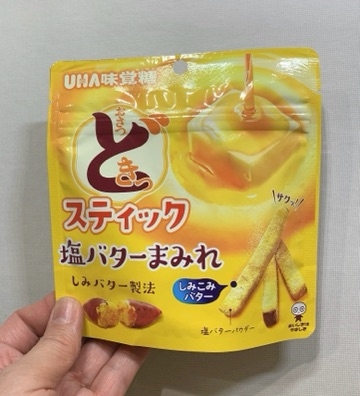 UHA味覚糖
おさつ
どきっ
スティック
塩バターまみれ
しみバター製法
しみこみ
バター
サクッ!
塩バターパウダー